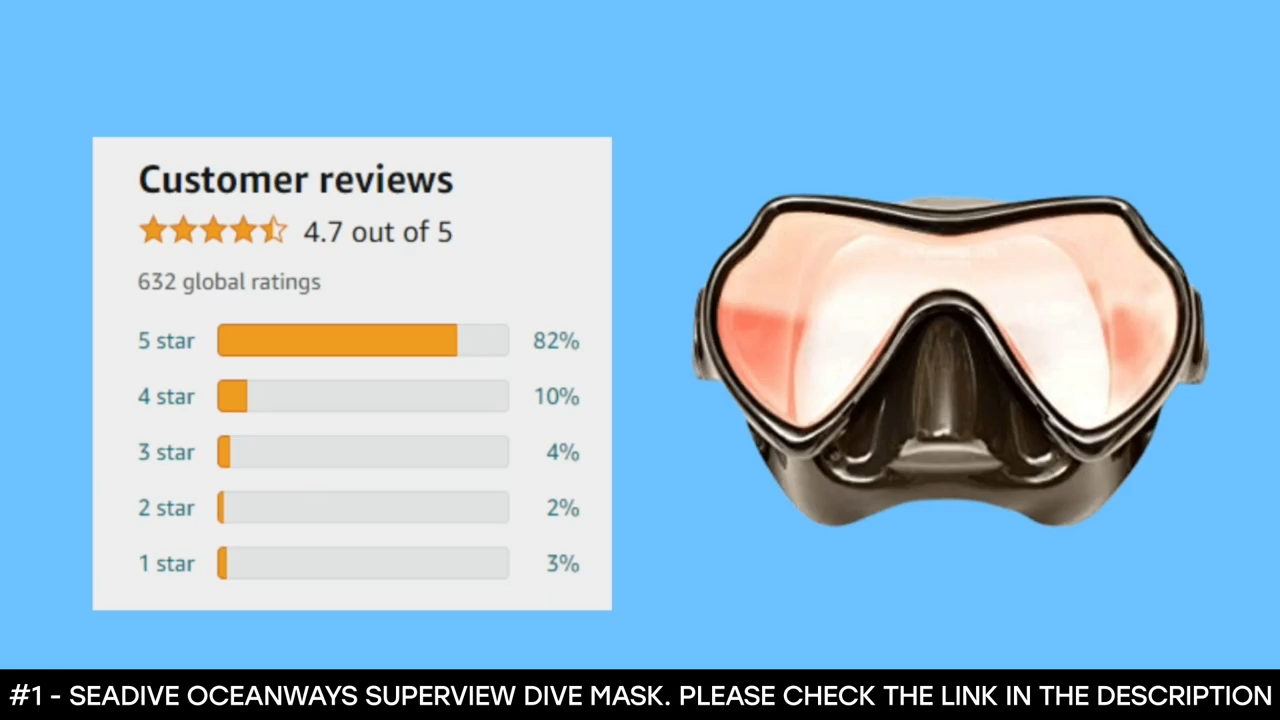 Customer reviews
4.7 out of 5
632 global ratings
5 star 82%
4 star 10%
3 star 4%
2 star 2%
1 star 3%
#1 - SEADIVE OCEANWAYS SUPERVIEW DIVE MASK. PLEASE CHECK THE LINK IN THE DESCRIPTION